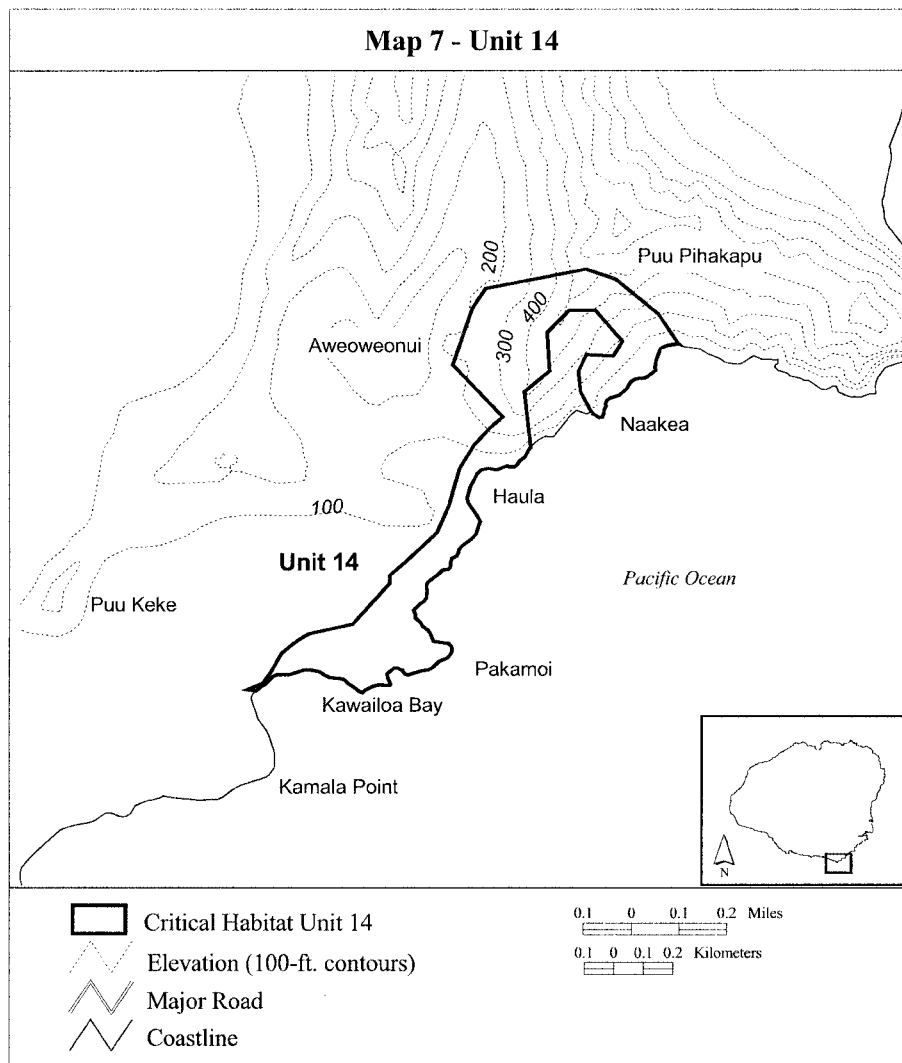 Map 7 - Unit 14
Puu Pihakapu
200
400
300
Aweoweonui
Naakea
Haula
100
Unit 14
Pacific Ocean
Puu Keke
Pakamoi
Kawailoa Bay
Kamala Point
N
Critical Habitat Unit 14
Elevation (100-ft. contours)
Major Road
Coastline
0.1 0 0.1 0.2 Miles
0.1 0 0.1 0.2 Kilometers